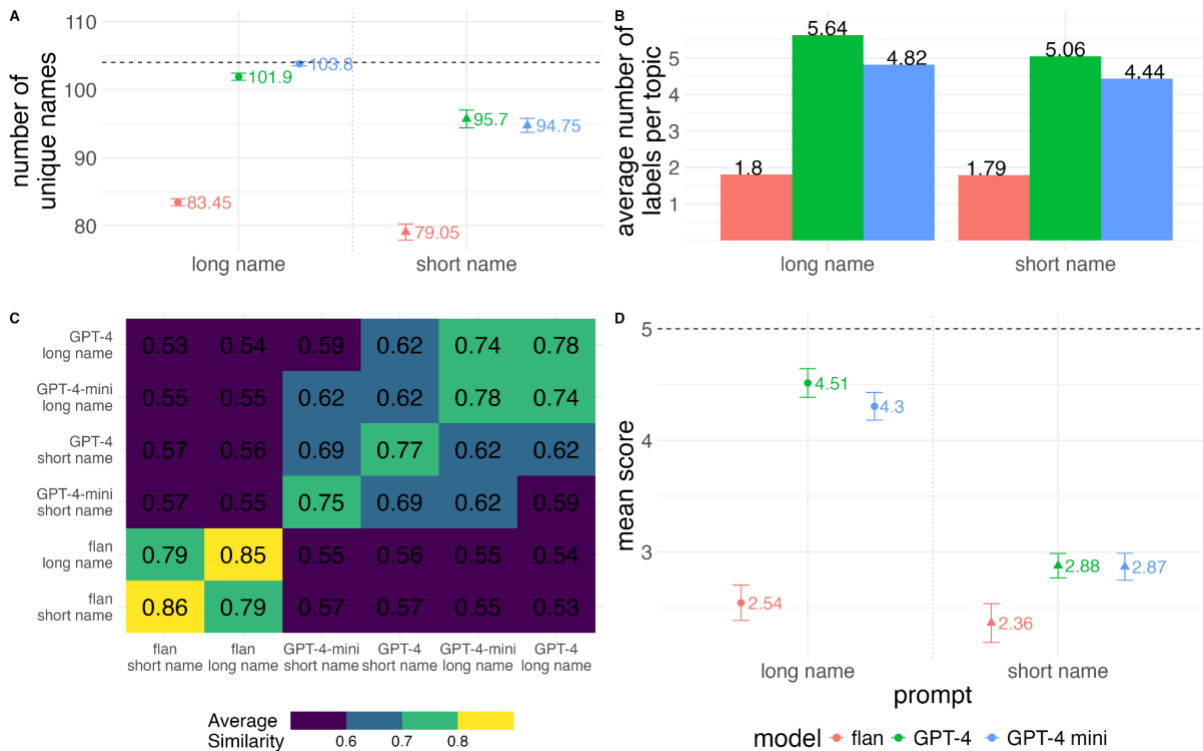 A
number of
unique names
110
100
90
80
101.9
103.8
83.45
95.7
94.75
79.05
long name
short name
B
average number of
labels per topic
5
4
3
2
1
1.8
5.64
4.82
1.79
5.06
4.44
long name
short name
C
GPT-4
long name
0.53 0.54 0.59 0.62 0.74 0.78
GPT-4-mini
long name
0.55 0.55 0.62 0.62 0.78 0.74
GPT-4
short name
0.57 0.56 0.69 0.77 0.62 0.62
GPT-4-mini
short name
0.57 0.55 0.75 0.69 0.62 0.59
flan
long name
0.79 0.85 0.55 0.56 0.55 0.54
flan
short name
0.86 0.79 0.57 0.57 0.55 0.53
flan
short name
flan
long name
GPT-4-mini
short name
GPT-4
short name
GPT-4-mini
long name
GPT-4
long name
Average
Similarity
0.6 0.7 0.8
D
mean score
5
4
3
4.51
4.3
2.54
2.88
2.87
2.36
long name
short name
prompt
model flan GPT-4 GPT-4 mini